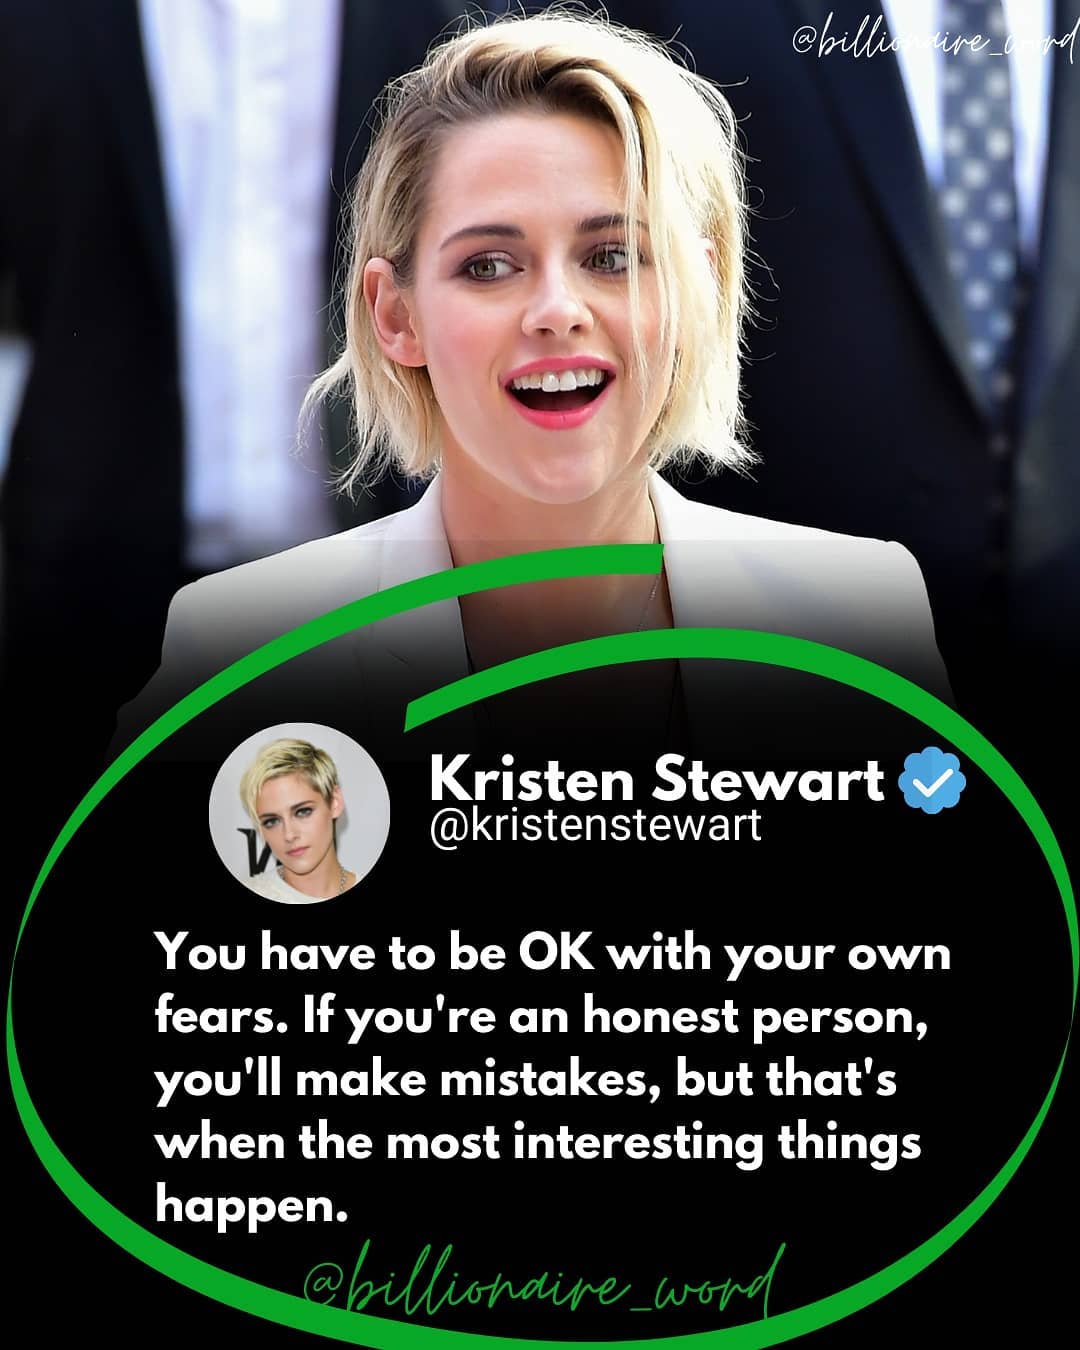 @billionaire_word
Kristen Stewart
@kristenstewart
You have to be OK with your own
fears. If you're an honest person,
you'll make mistakes, but that's
when the most interesting things
happen.
@billionaire_word